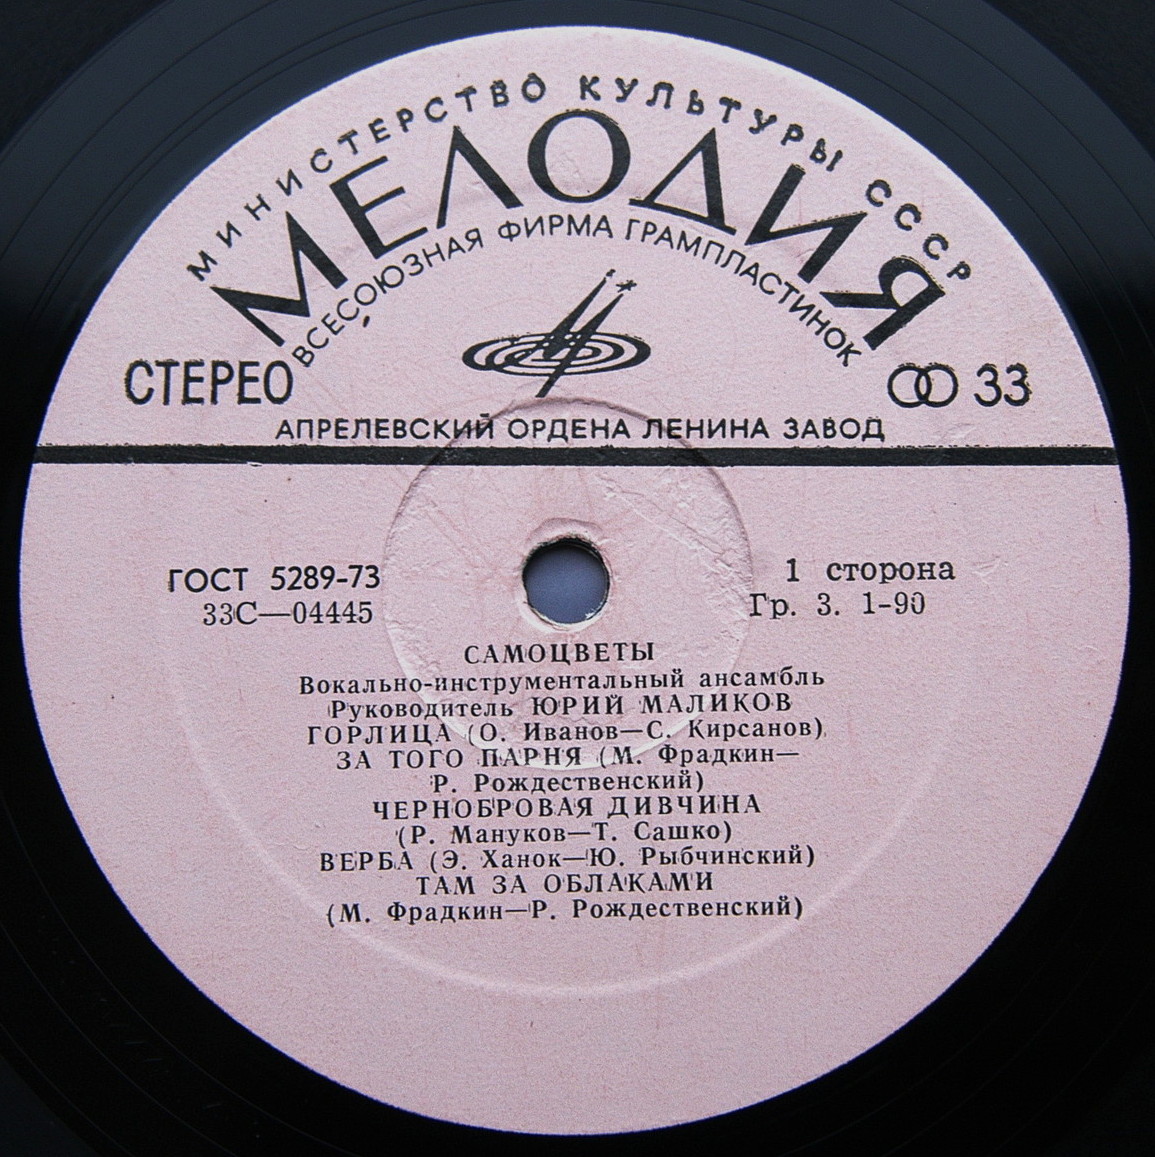 МИНИСТЕРСТВО КУЛЬТУРЫ СССР
МЕЛОДИЯ
ВСЕСОЮЗНАЯ ФИРМА ГРАМПЛАСТИНОК
СТЕРЕО
33
АПРЕЛЕВСКИЙ ОРДЕНА ЛЕНИНА ЗАВОД
ГОСТ 5289-73
1 сторона
33С—04445
Гр. 3. 1-90
САМОЦВЕТЫ
Вокально-инструментальный ансамбль
Руководитель ЮРИЙ МАЛИКОВ
ГОРЛИЦА (О. Иванов—С. Кирсанов)
ЗА ТОГО ПАРНЯ (М. Фрадкин—
Р. Рождественский)
ЧЕРНОБРОВАЯ ДИВЧИНА
(Р. Мануков—Т. Сашко)
ВЕРБА (Э. Ханок—Ю. Рыбчинский)
ТАМ ЗА ОБЛАКАМИ
(М. Фрадкин—Р. Рождественский)